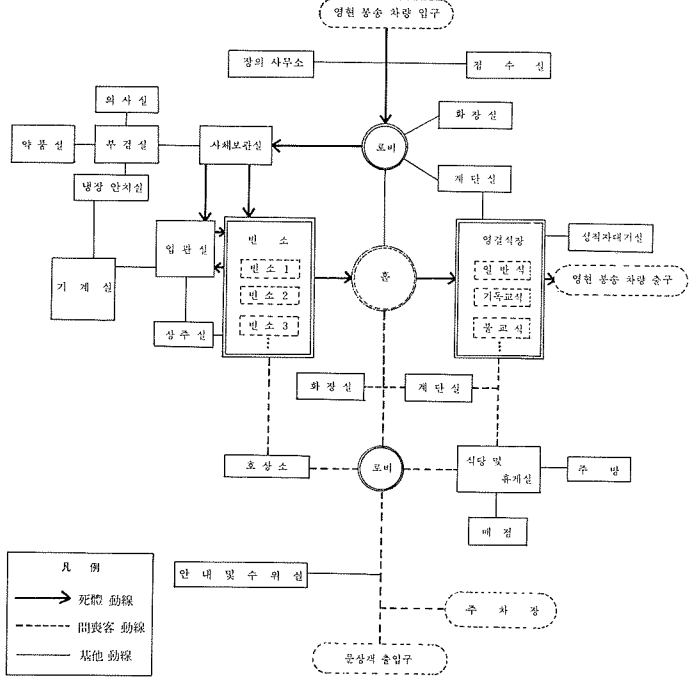 영현 봉송 차량 입구
장의 사무소
접 수 실
의 사 실
화 장 실
약 품 실
부 검 실
사체보관실
로비
계 단 실
냉장 안치실
입 관 실
빈 소
빈 소 1
빈 소 2
빈 소 3
홀
영결식장
일 반 식
기독교식
불 교 식
성직자대기실
영현 봉송 차량 출구
기 계 실
상 주 실
화 장 실
계 단 실
호 상 소
로비
식당 및
휴게실
주 방
매 점
안 내 및 수 위 실
주 차 장
문상객 출입구
凡 例
死體 動線
問喪客 動線
基他 動線